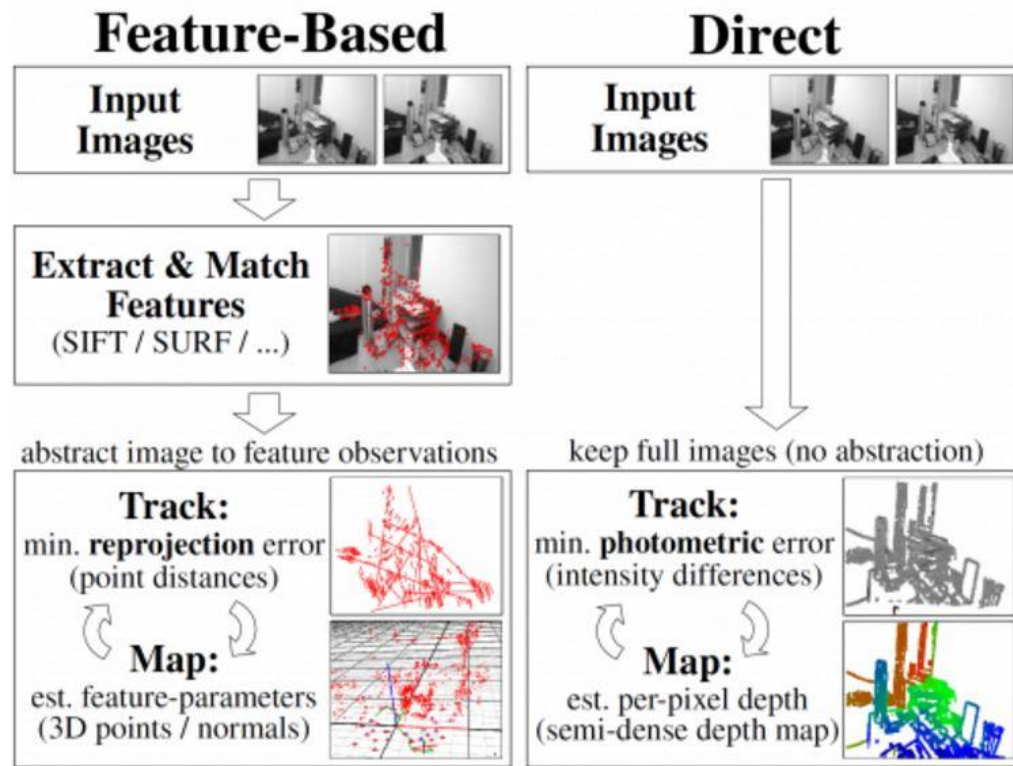 Feature-Based
Input
Images
Extract & Match
Features
(SIFT / SURF / ...)
abstract image to feature observations
Track:
min. reprojection error
(point distances)
Map:
est. feature-parameters
(3D points / normals)
Direct
Input
Images
keep full images (no abstraction)
Track:
min. photometric error
(intensity differences)
Map:
est. per-pixel depth
(semi-dense depth map)